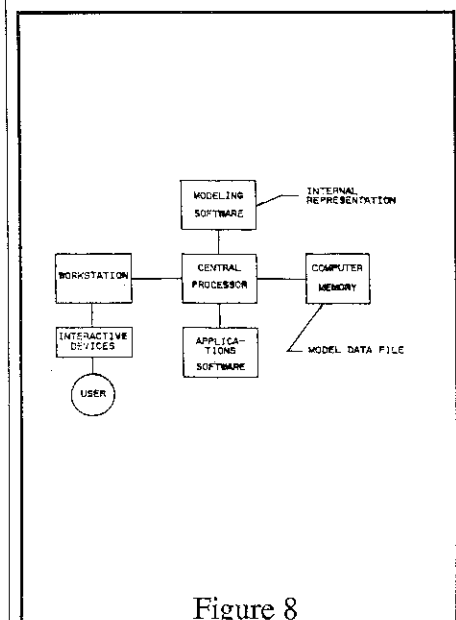 MODELING
SOFTWARE
INTERNAL
REPRESENTATION
WORKSTATION
CENTRAL
PROCESSOR
COMPUTER
MEMORY
INTERACTIVE
DEVICES
APPLICA-
TIONS
SOFTWARE
MODEL DATA FILE
USER
Figure 8